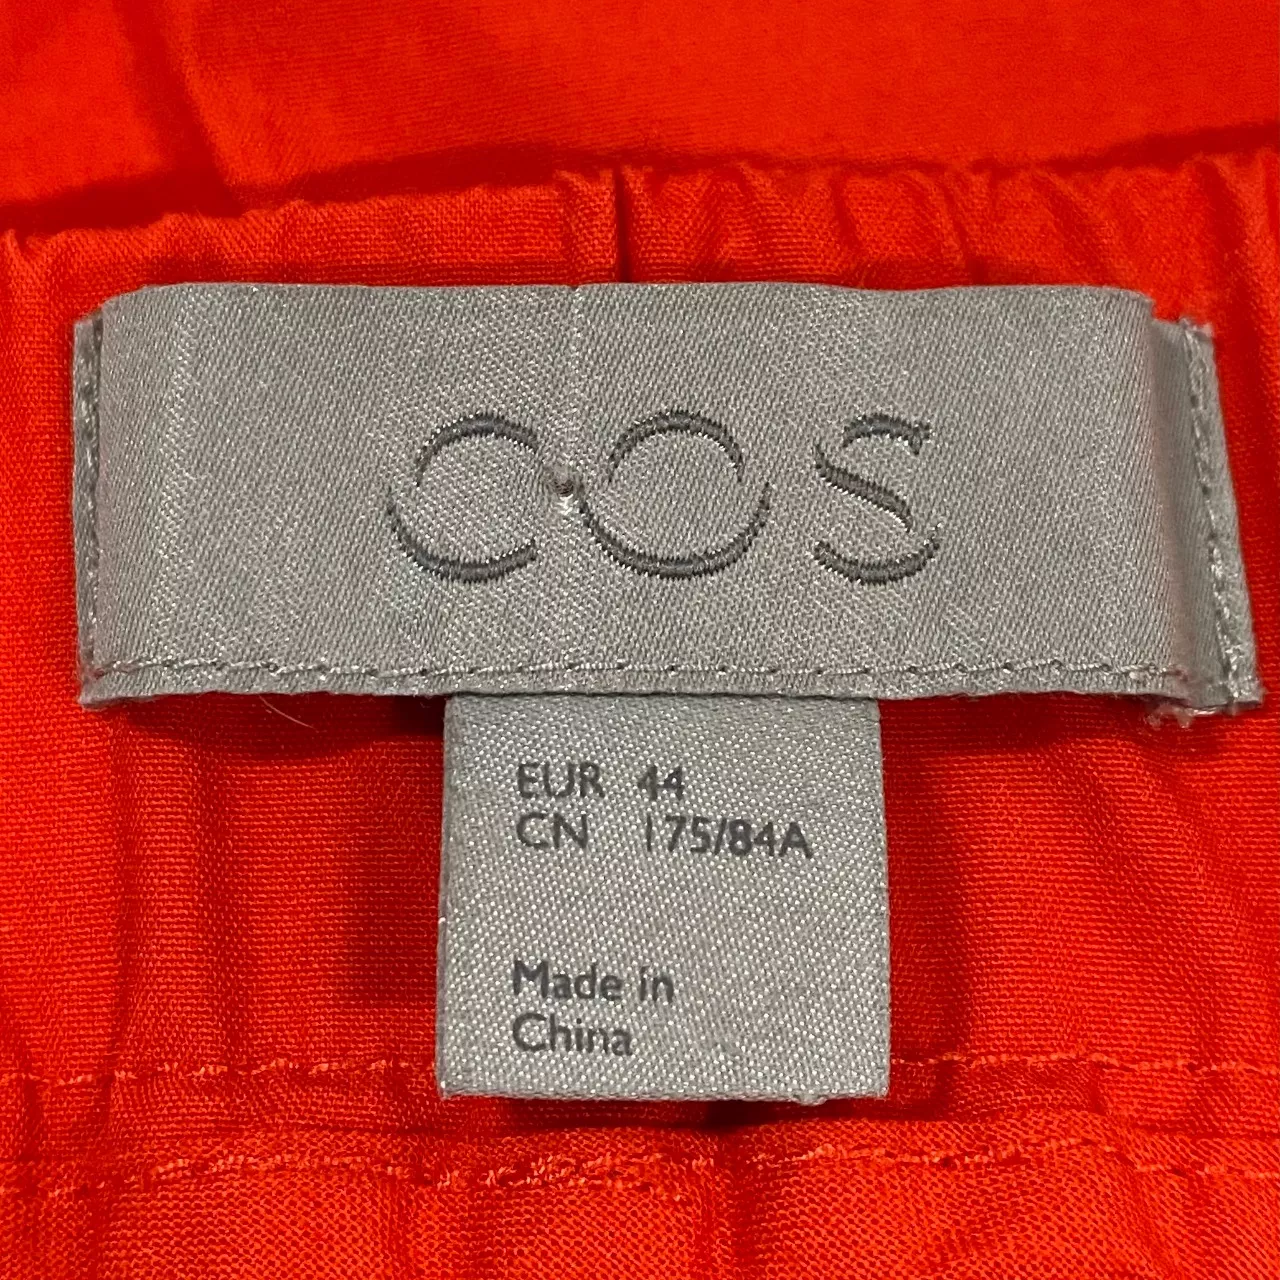 COS
EUR 44
CN 175/84A
Made in
China